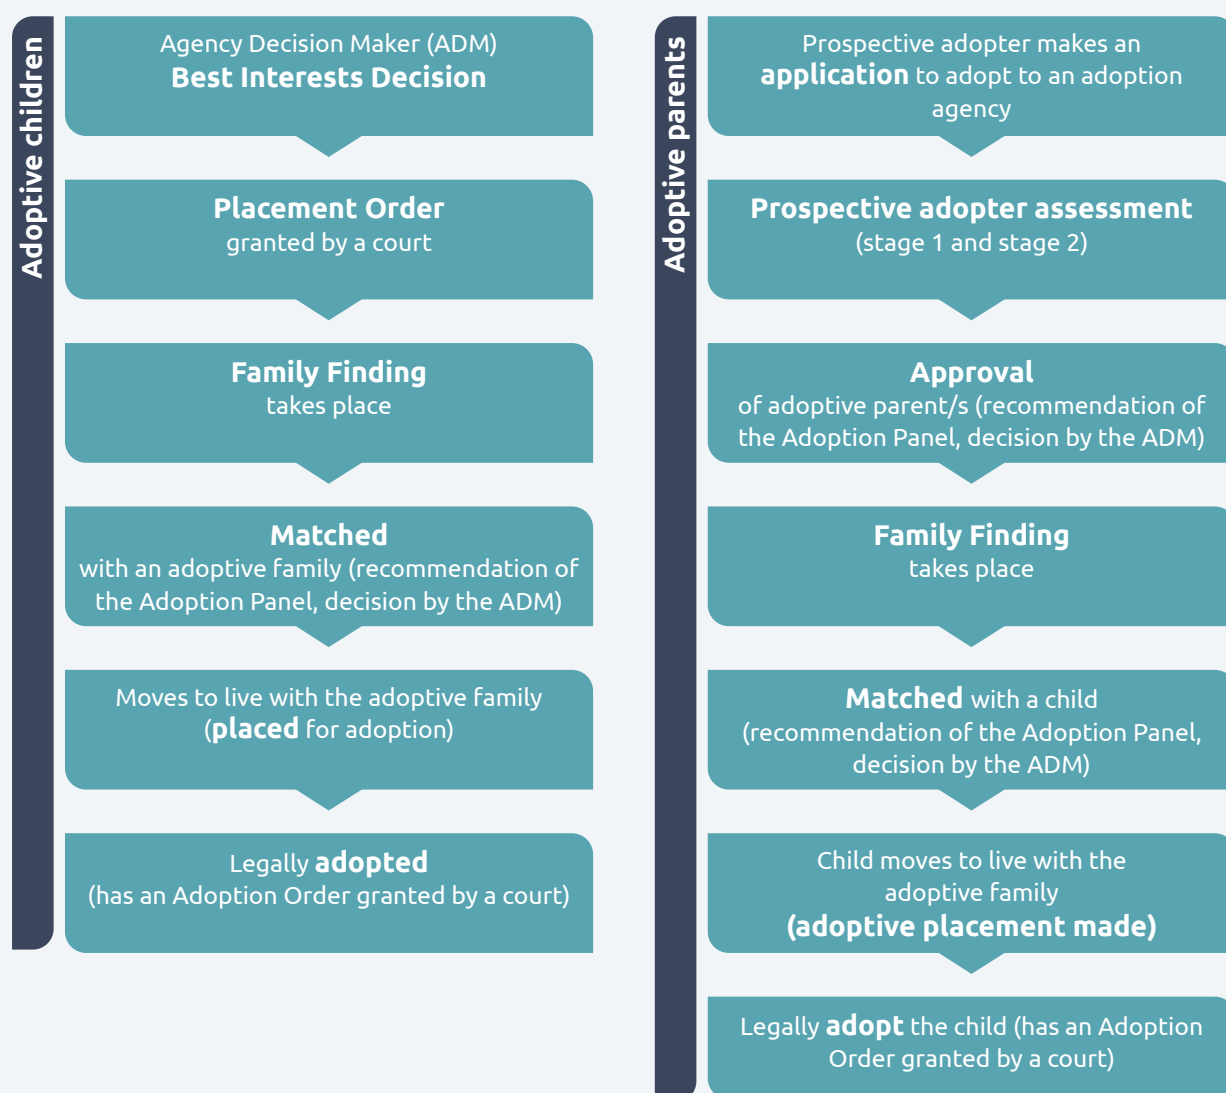 Adoptive children
Agency Decision Maker (ADM)
Best Interests Decision
Placement Order
granted by a court
Family Finding
takes place
Matched
with an adoptive family (recommendation of
the Adoption Panel, decision by the ADM)
Moves to live with the adoptive family
(placed for adoption)
Legally adopted
(has an Adoption Order granted by a court)
Adoptive parents
Prospective adopter makes an
application to adopt to an adoption
agency
Prospective adopter assessment
(stage 1 and stage 2)
Approval
of adoptive parent/s (recommendation of
the Adoption Panel, decision by the ADM)
Family Finding
takes place
Matched with a child
(recommendation of the Adoption Panel,
decision by the ADM)
Child moves to live with the
adoptive family
(adoptive placement made)
Legally adopt the child (has an Adoption
Order granted by a court)